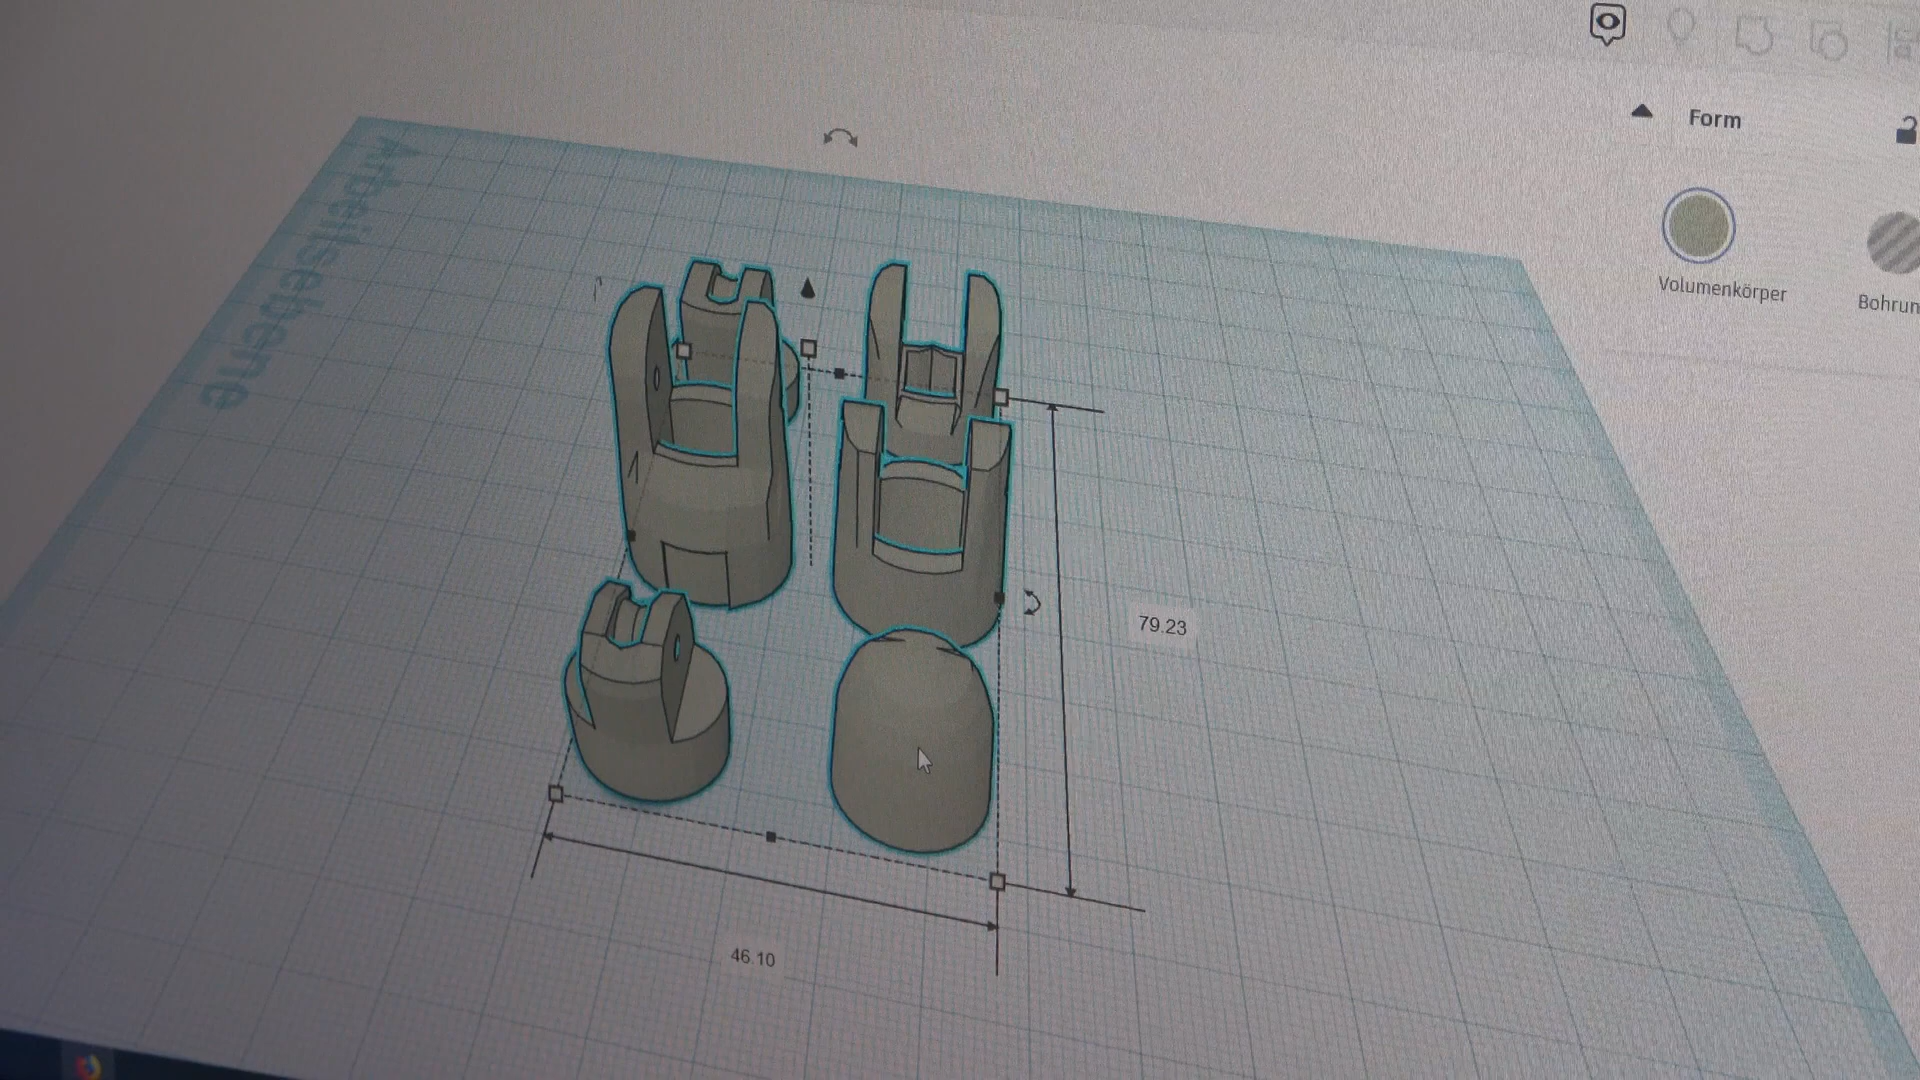 Form
Volumenkörper
Bohrun
Arbeitsebene
79.23
46.10